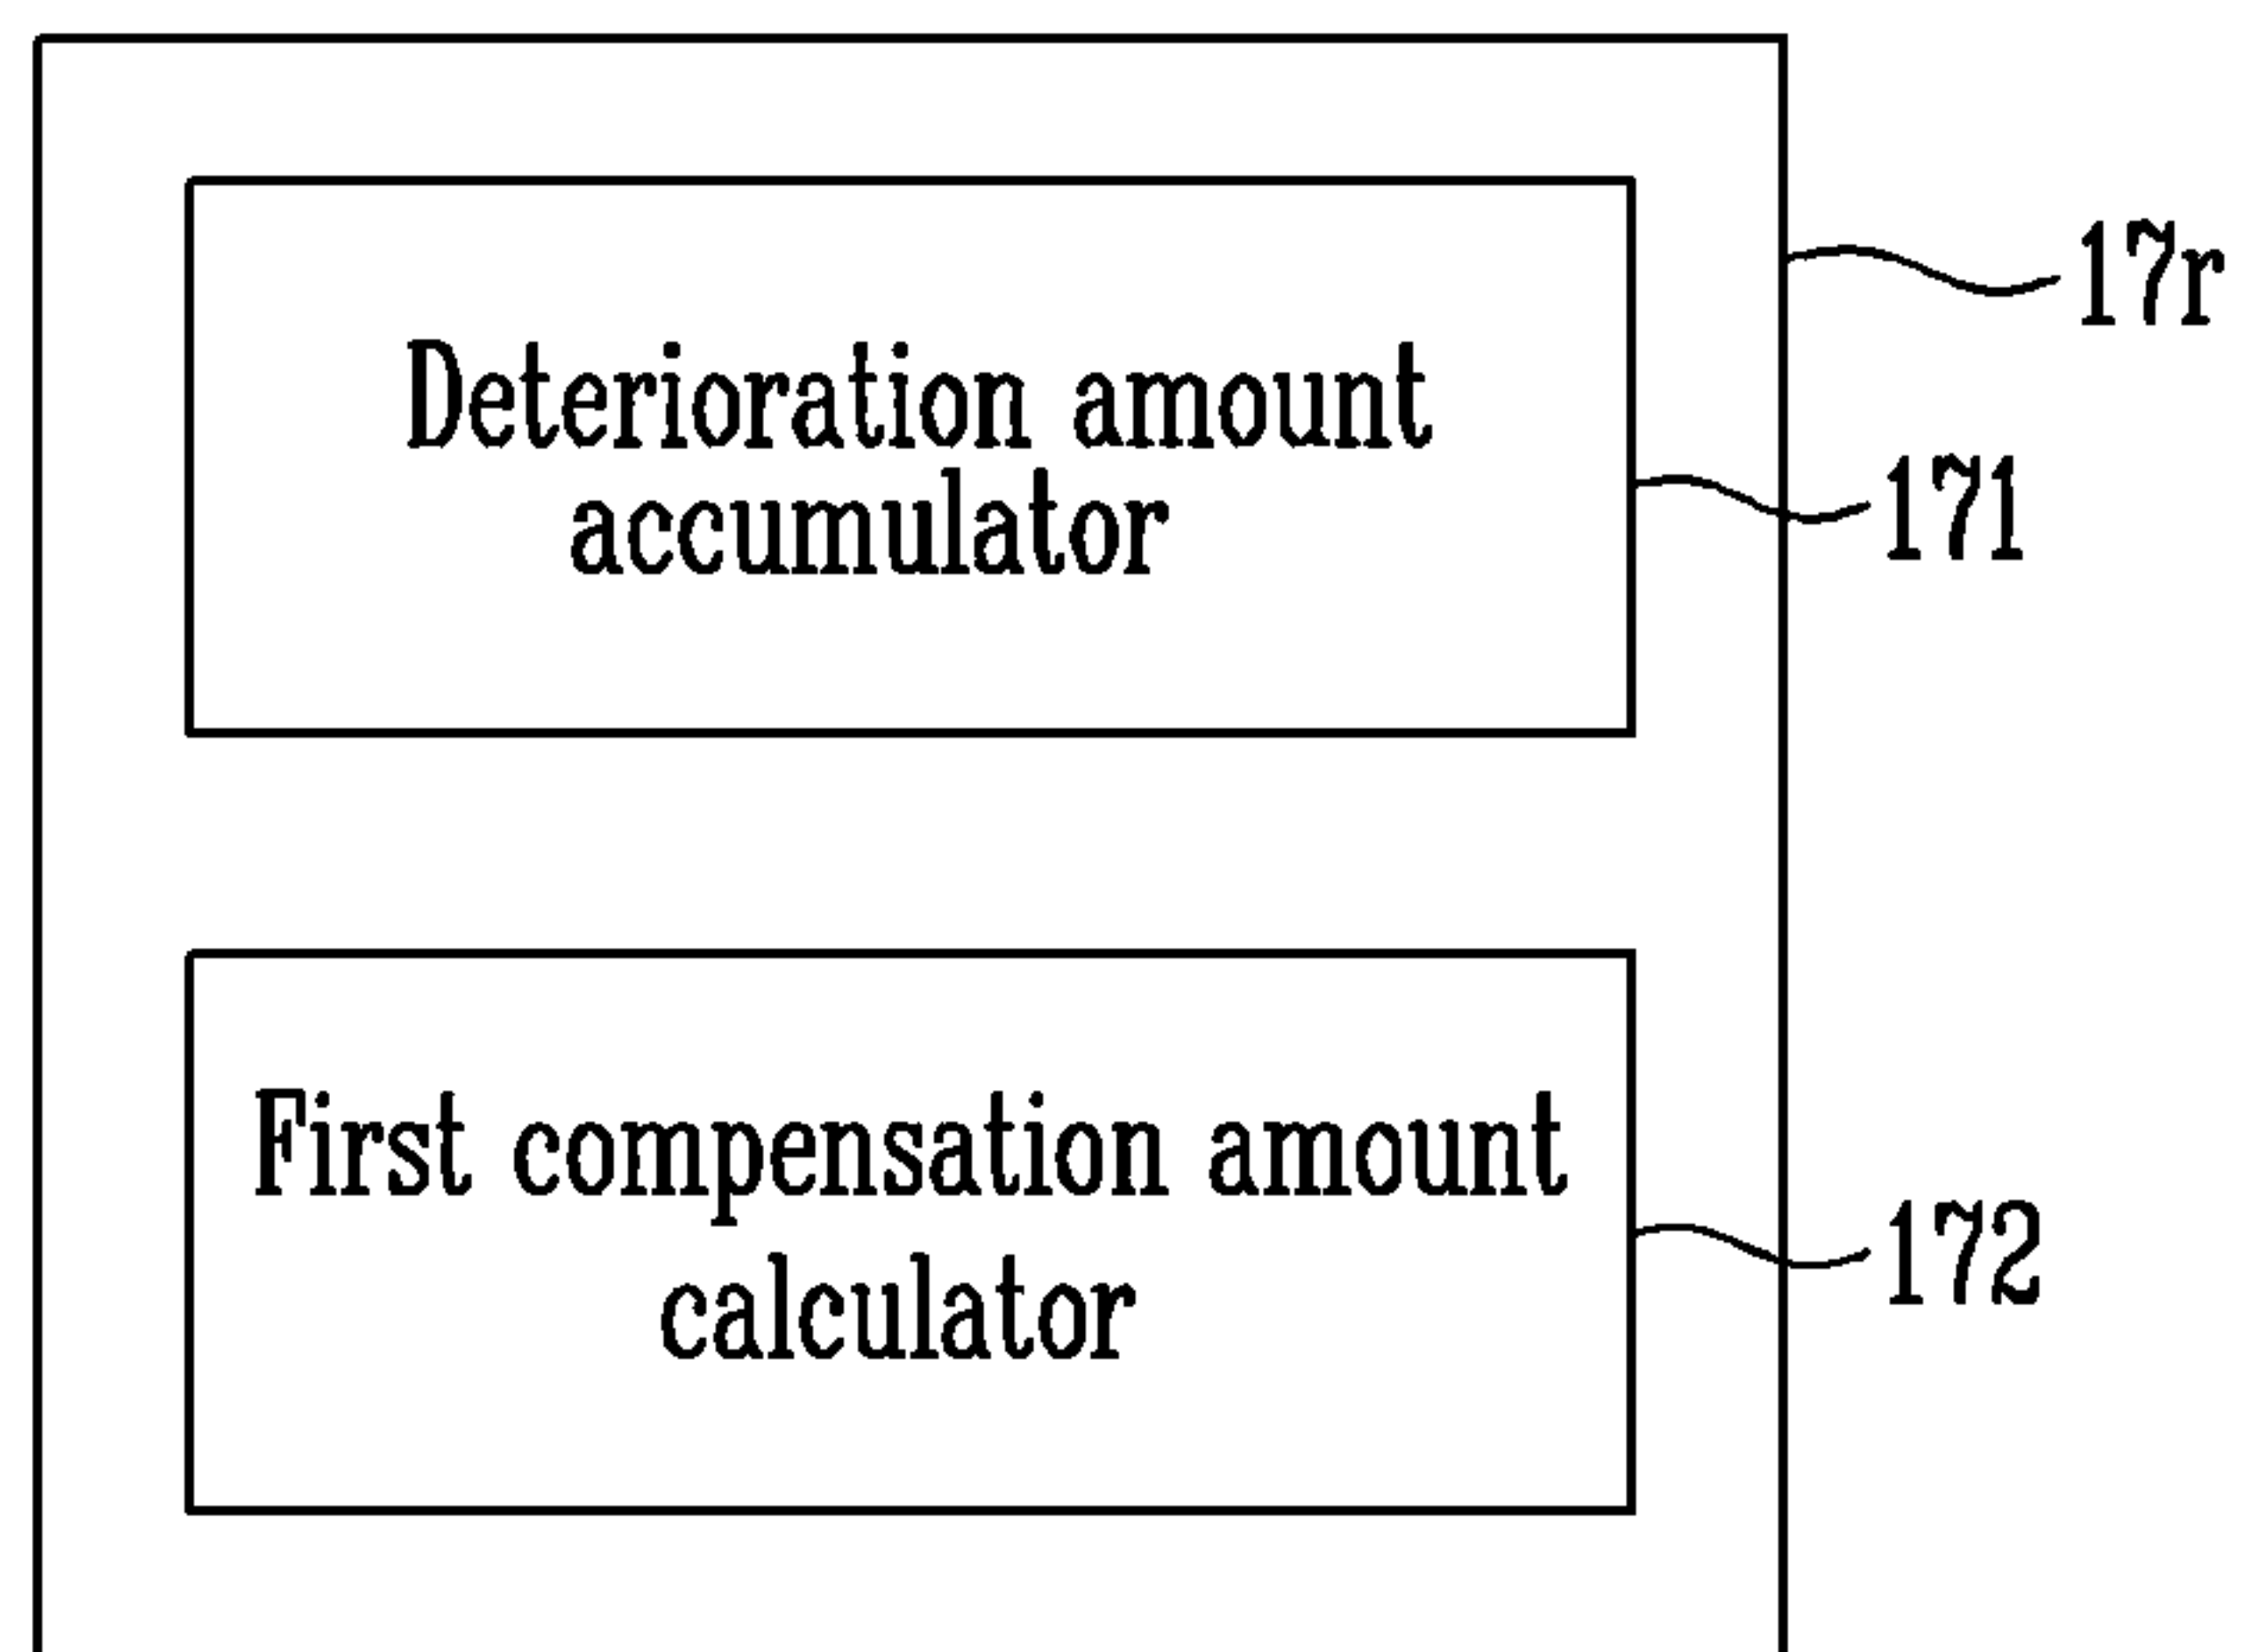 17r
Deterioration amount
accumulator
171
First compensation amount
calculator
172